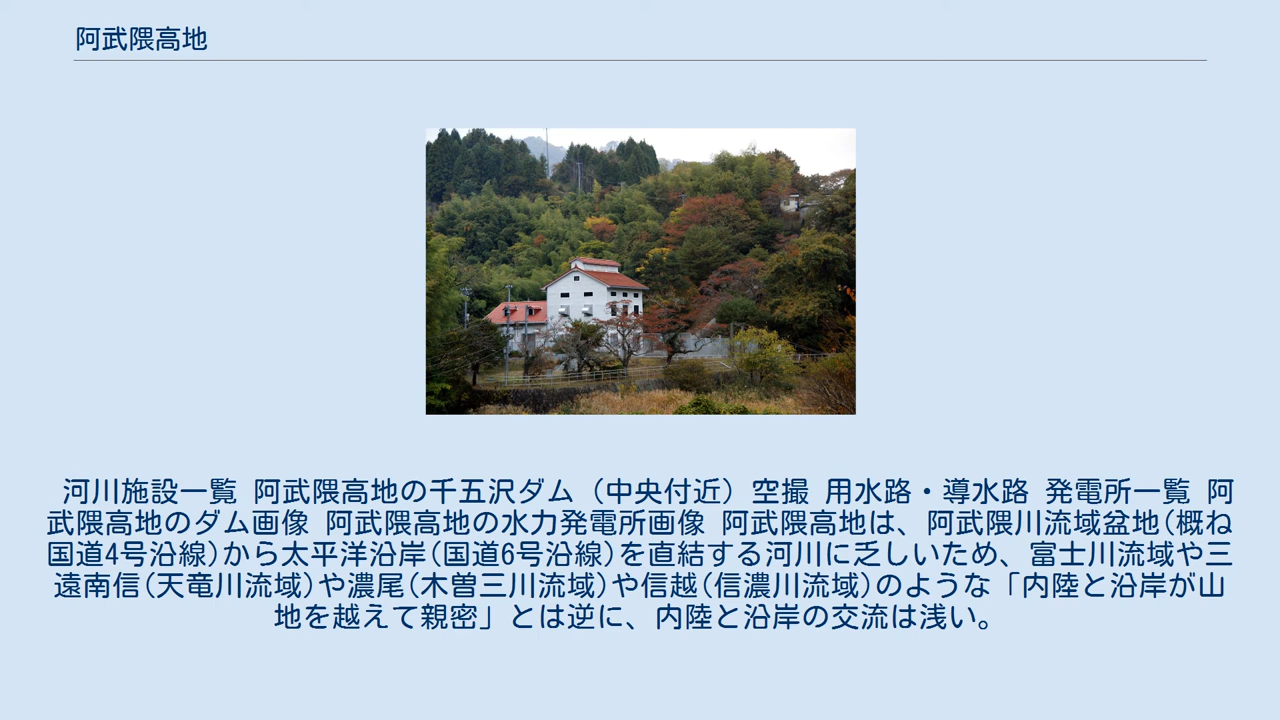 阿武隈高地
河川施設一覧 阿武隈高地の千五沢ダム（中央付近）空撮 用水路・導水路 発電所一覧 阿
武隈高地のダム画像 阿武隈高地の水力発電所画像 阿武隈高地は、阿武隈川流域盆地(概ね
国道4号沿線)から太平洋沿岸(国道6号沿線)を直結する河川に乏しいため、富士川流域や三
遠南信(天竜川流域)や濃尾(木曽三川流域)や信越(信濃川流域)のような「内陸と沿岸が山
地を越えて親密」とは逆に、内陸と沿岸の交流は浅い。